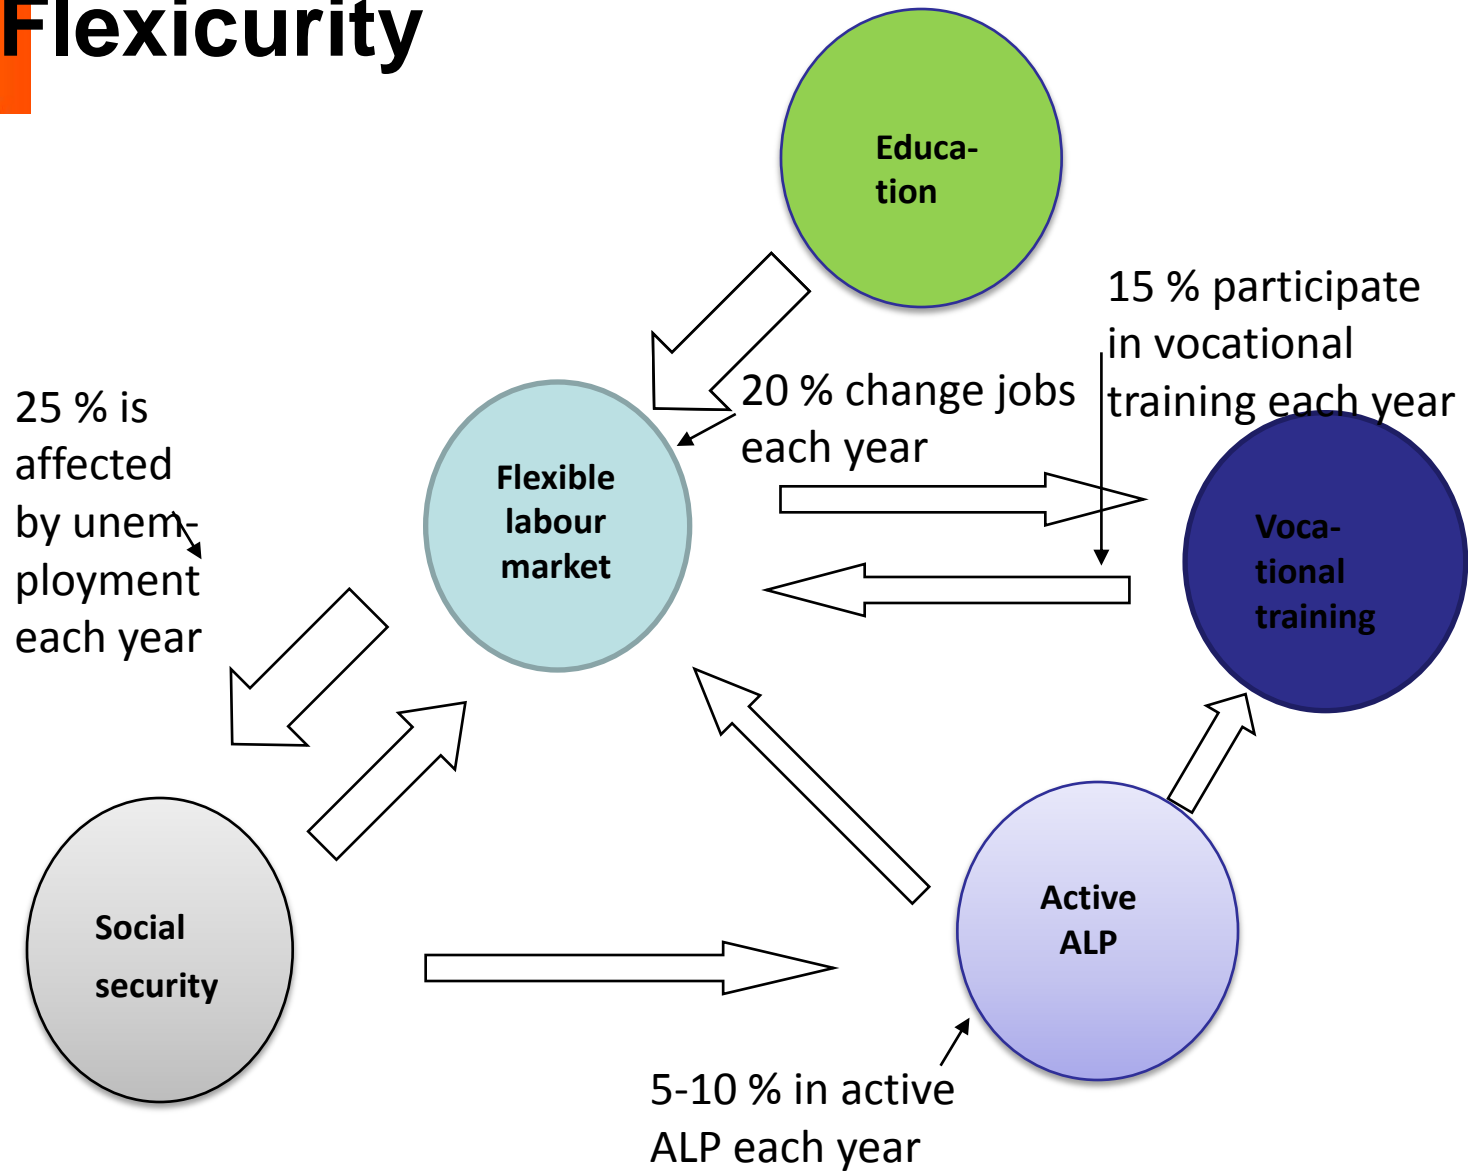 Flexicurity
Educa-
tion
15 % participate
in vocational
training each year
20 % change jobs
each year
25 % is
affected
by unem-
ployment
each year
Flexible
labour
market
Voca-
tional
training
Social
security
Active
ALP
5-10 % in active
ALP each year